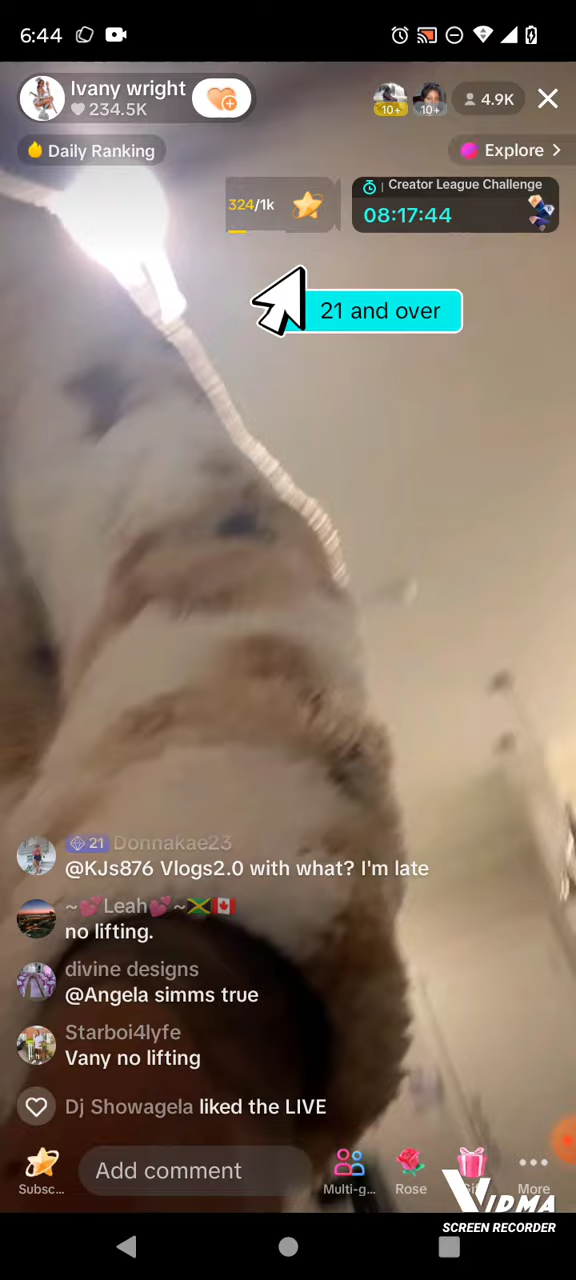 6:44
Ivany wright
234.5K
10+
10+
4.9K
Daily Ranking
Explore >
324/1k
Creator League Challenge
08:17:44
21 and over
21 Donnakae23
@KJs876 Vlogs2.0 with what? I'm late
~💕Leah💕~🇯🇲🇨🇦
no lifting.
divine designs
@Angela simms true
Starboi4lyfe
Vany no lifting
Dj Showagela liked the LIVE
Subsc...
Add comment
Multi-g...
Rose
More
VIDMA
SCREEN RECORDER